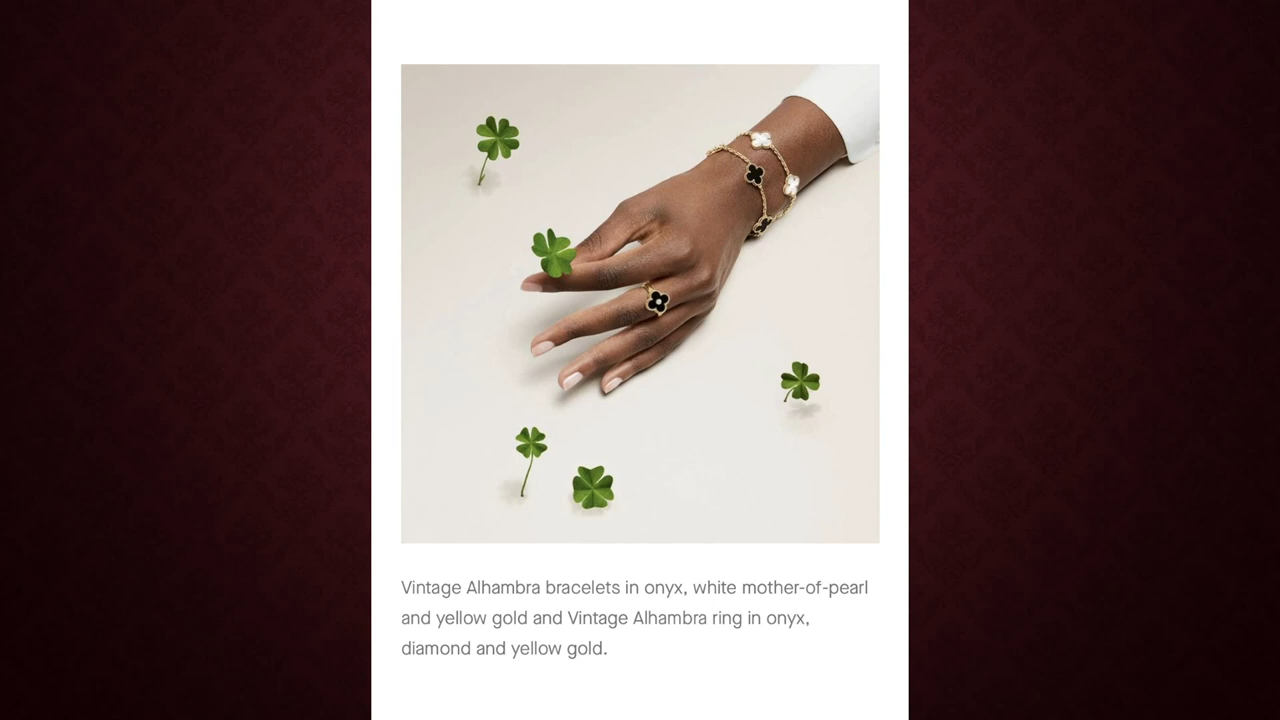 Vintage Alhambra bracelets in onyx, white mother-of-pearl
and yellow gold and Vintage Alhambra ring in onyx,
diamond and yellow gold.